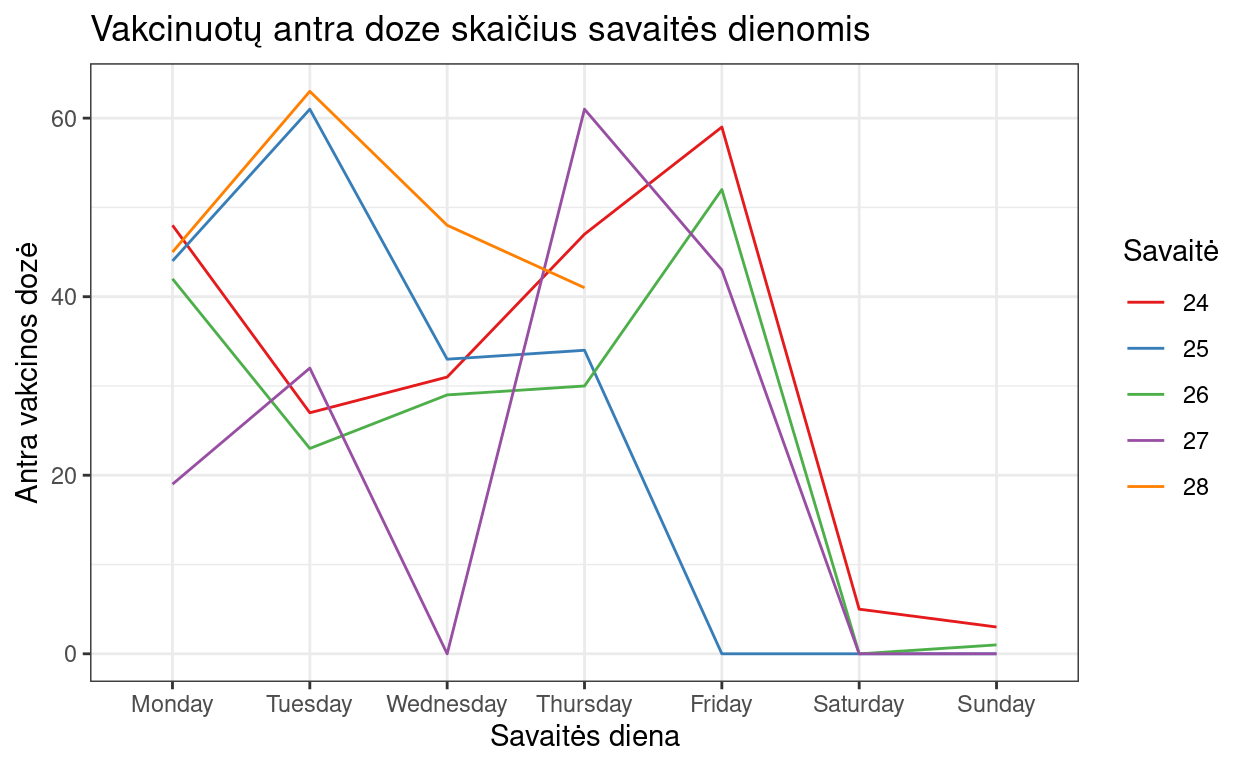 Vakcinuotų antra doze skaičius savaitės dienomis
Antra vakcinos dozė
60
40
20
0
Monday Tuesday Wednesday Thursday Friday Saturday Sunday
Savaitės diena
Savaitė
24
25
26
27
28